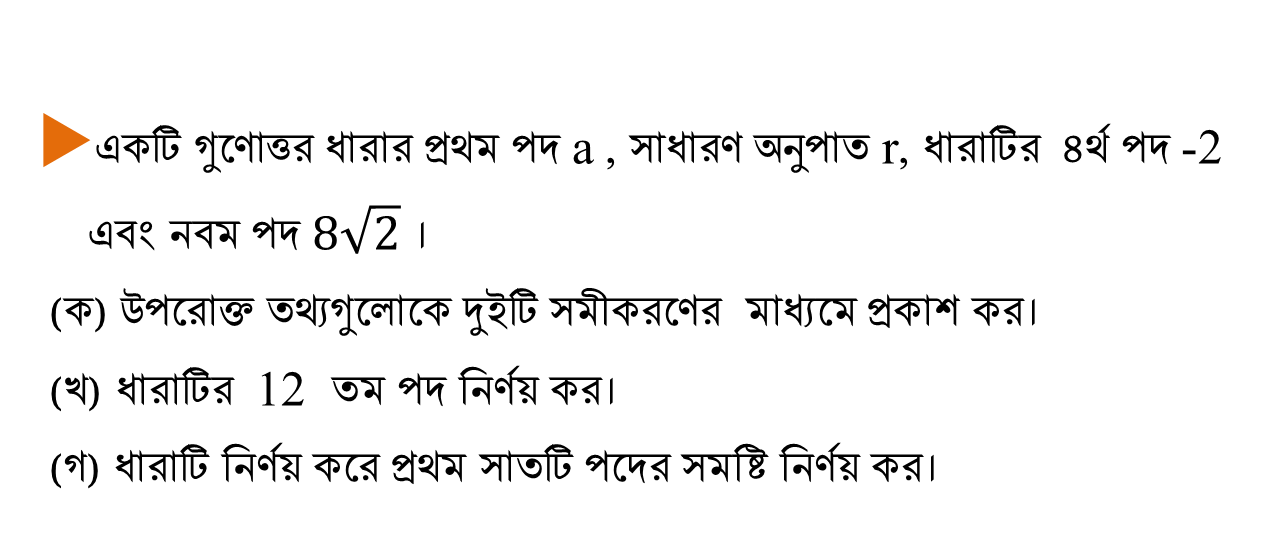 একটি গুণোত্তর ধারার প্রথম পদ a , সাধারণ অনুপাত r, ধারাটির ৪র্থ পদ -2
এবং নবম পদ 8√2 ।
(ক) উপরোক্ত তথ্যগুলোকে দুইটি সমীকরণের মাধ্যমে প্রকাশ কর।
(খ) ধারাটির 12 তম পদ নির্ণয় কর।
(গ) ধারাটি নির্ণয় করে প্রথম সাতটি পদের সমষ্টি নির্ণয় কর।